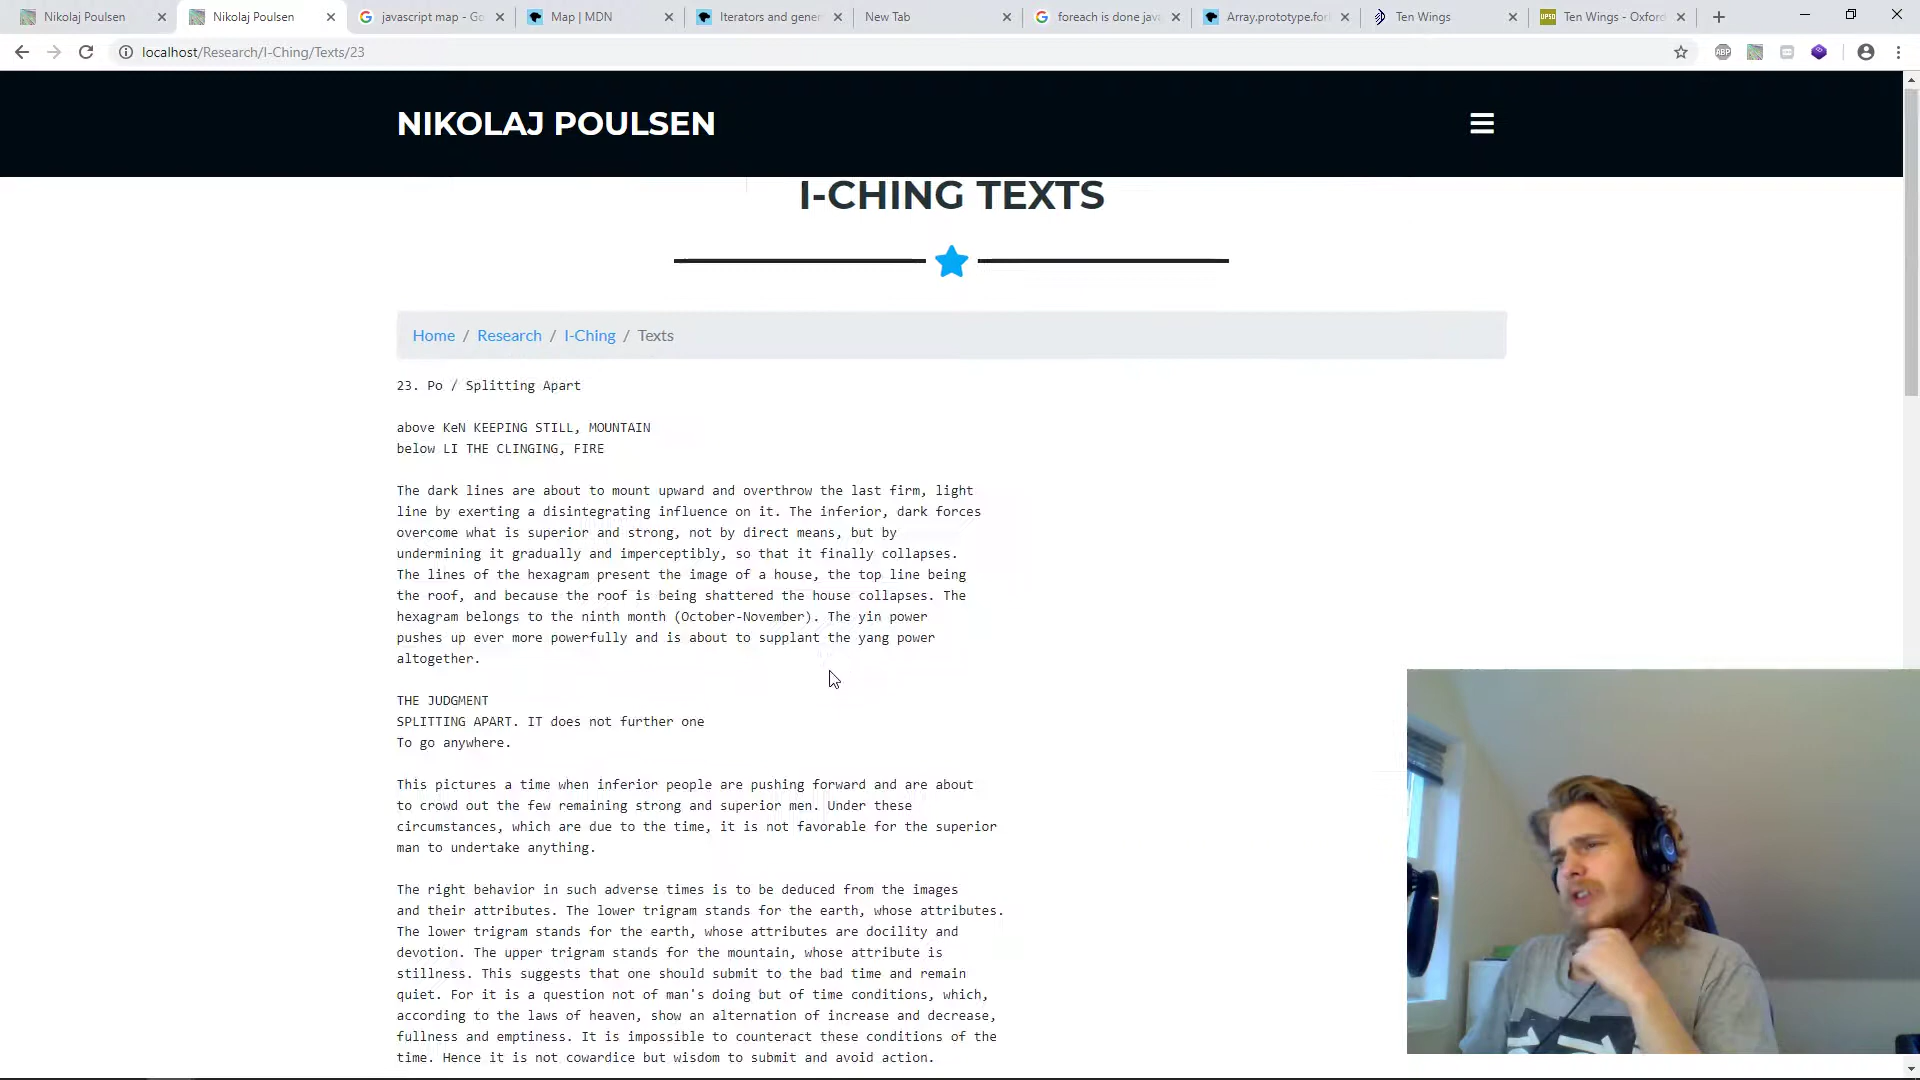 Nikolaj Poulsen
Nikolaj Poulsen
javascript map - Go
Map | MDN
Iterators and gener
New Tab
foreach is done jav
Array.prototype.for
Ten Wings
Ten Wings - Oxford
localhost/Research/I-Ching/Texts/23
ABP
NIKOLAJ POULSEN
I-CHING TEXTS
Home / Research / I-Ching / Texts
23. Po / Splitting Apart
above KeN KEEPING STILL, MOUNTAIN
below LI THE CLINGING, FIRE
The dark lines are about to mount upward and overthrow the last firm, light
line by exerting a disintegrating influence on it. The inferior, dark forces
overcome what is superior and strong, not by direct means, but by
undermining it gradually and imperceptibly, so that it finally collapses.
The lines of the hexagram present the image of a house, the top line being
the roof, and because the roof is being shattered the house collapses. The
hexagram belongs to the ninth month (October-November). The yin power
pushes up ever more powerfully and is about to supplant the yang power
altogether.
THE JUDGMENT
SPLITTING APART. IT does not further one
To go anywhere.
This pictures a time when inferior people are pushing forward and are about
to crowd out the few remaining strong and superior men. Under these
circumstances, which are due to the time, it is not favorable for the superior
man to undertake anything.
The right behavior in such adverse times is to be deduced from the images
and their attributes. The lower trigram stands for the earth, whose attributes.
The lower trigram stands for the earth, whose attributes are docility and
devotion. The upper trigram stands for the mountain, whose attribute is
stillness. This suggests that one should submit to the bad time and remain
quiet. For it is a question not of man's doing but of time conditions, which,
according to the laws of heaven, show an alternation of increase and decrease,
fullness and emptiness. It is impossible to counteract these conditions of the
time. Hence it is not cowardice but wisdom to submit and avoid action.